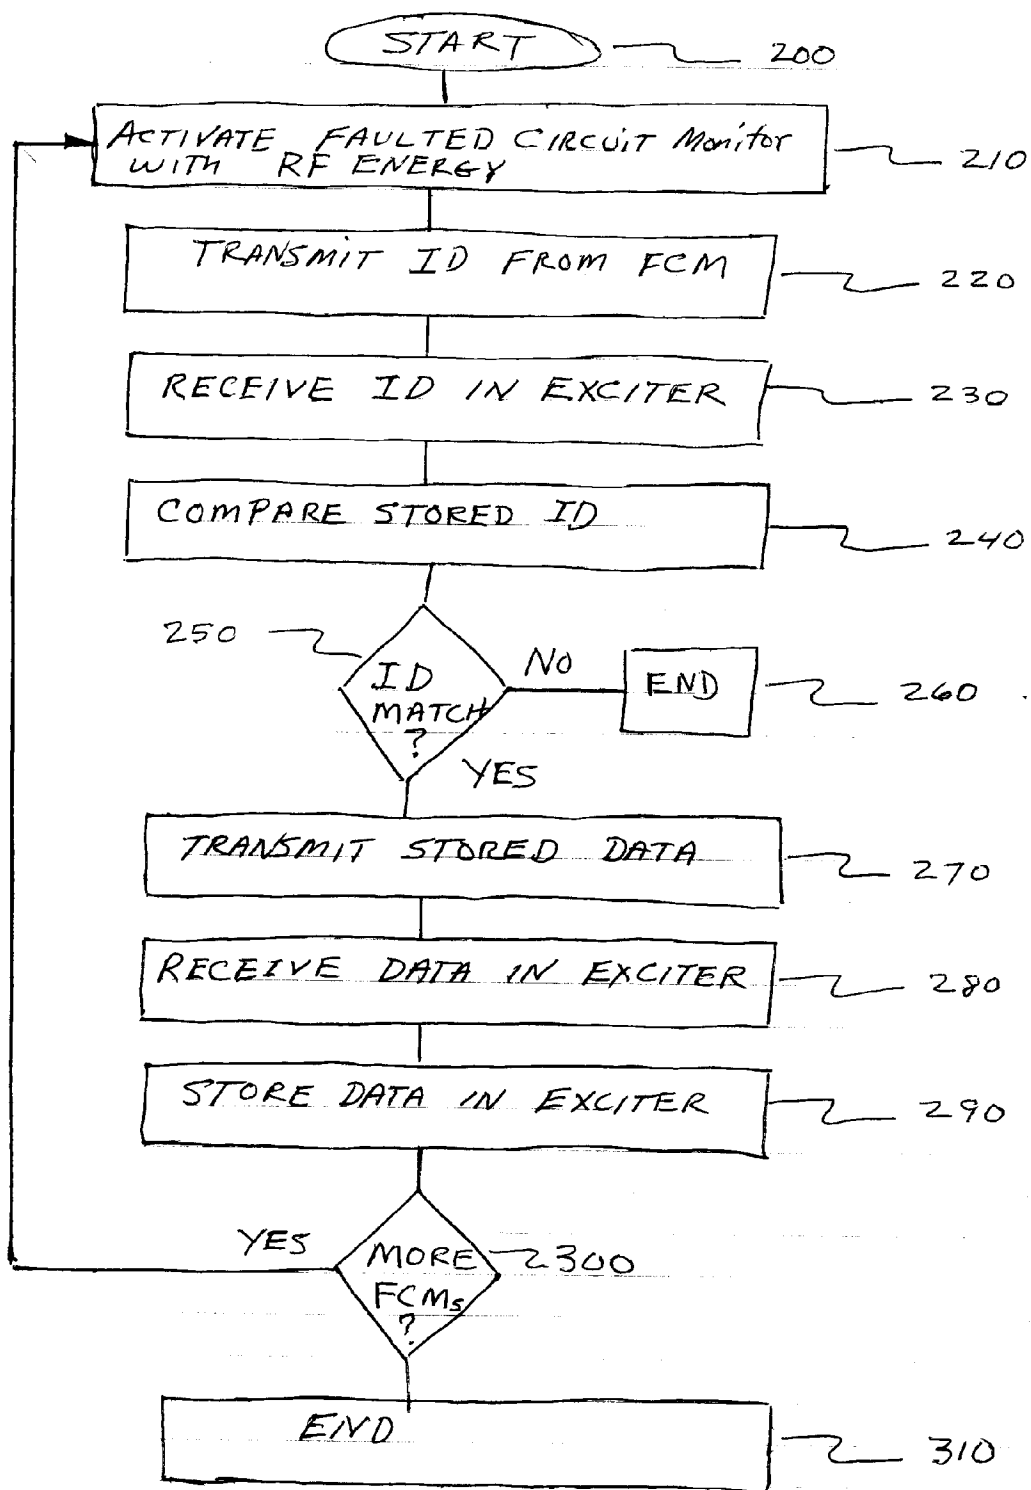 START
200
ACTIVATE FAULTED CIRCUIT Monitor
WITH RF ENERGY
210
TRANSMIT ID FROM FCM
220
RECEIVE ID IN EXCITER
230
COMPARE STORED ID
240
250
ID
MATCH
?
NO
END
260
YES
TRANSMIT STORED DATA
270
RECEIVE DATA IN EXCITER
280
STORE DATA IN EXCITER
290
YES
MORE
FCMs
?
300
END
310